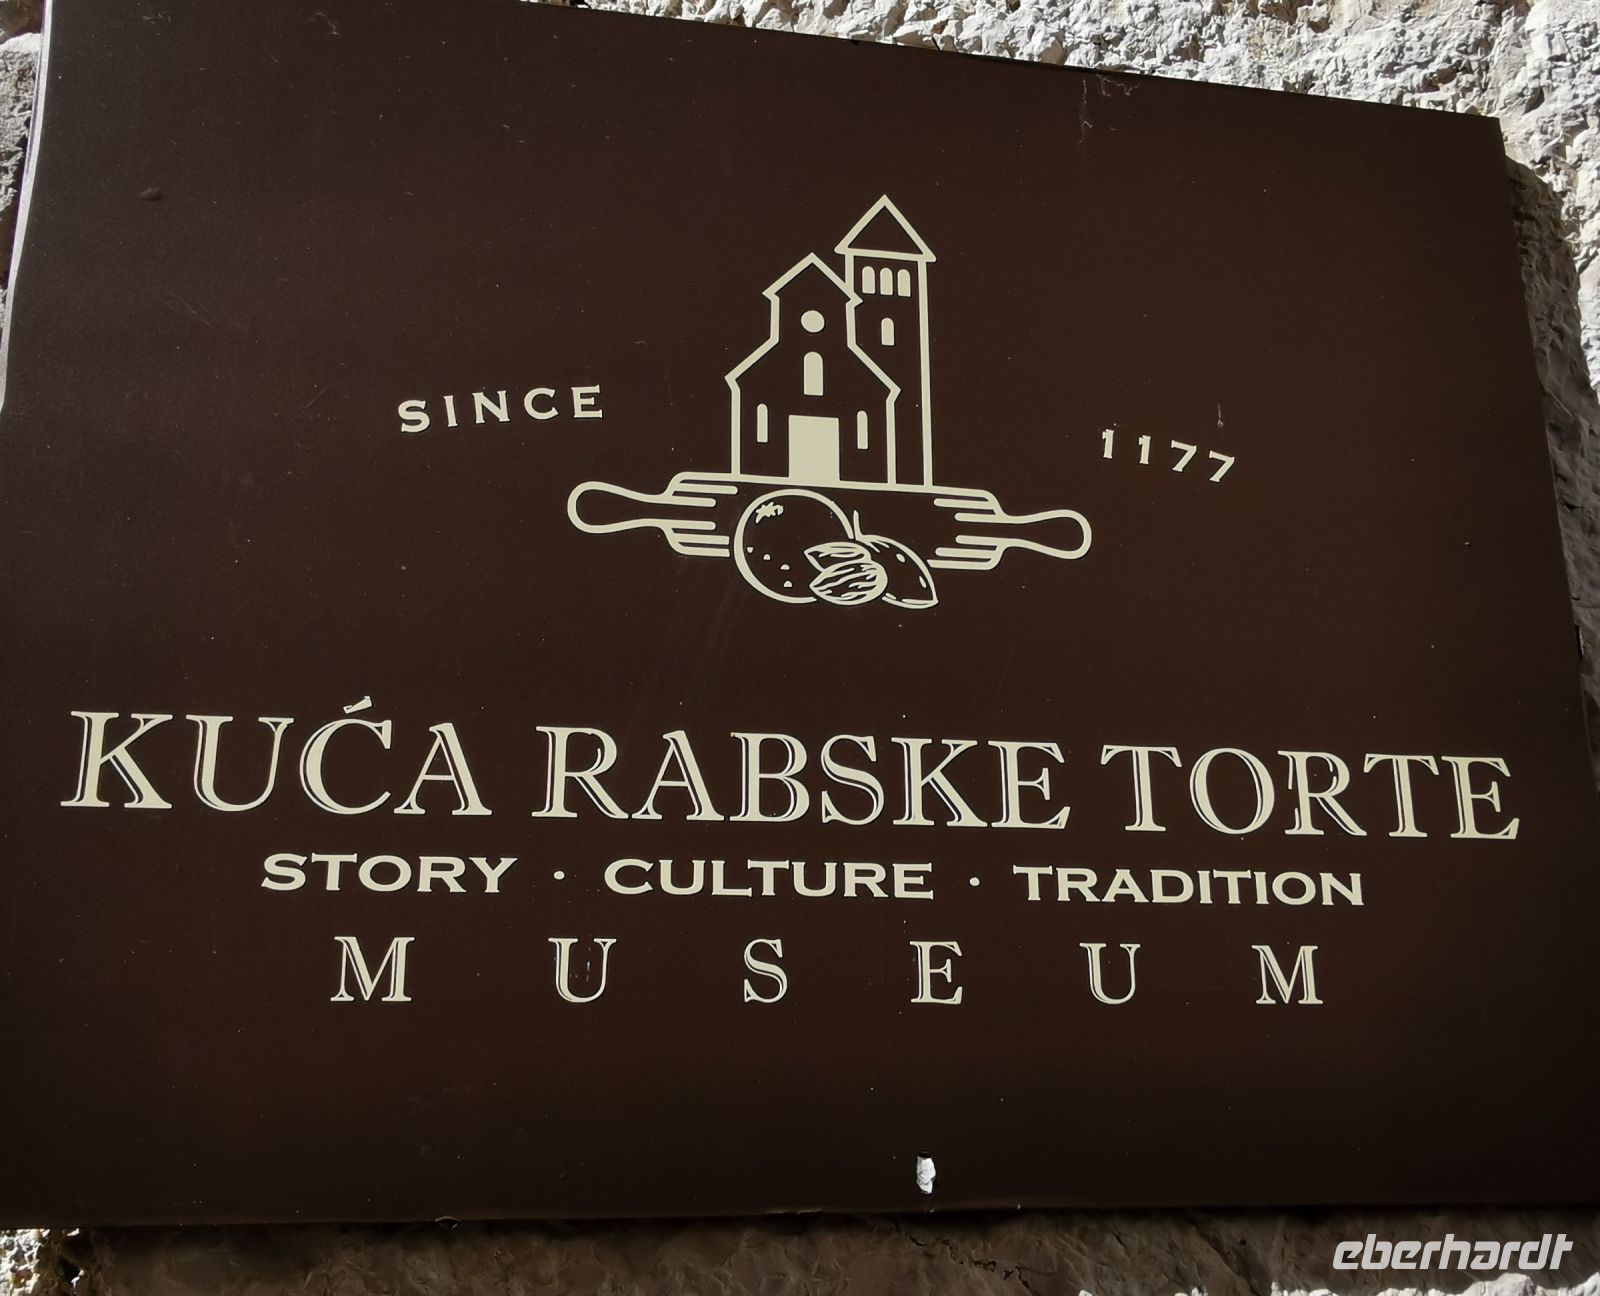 SINCE 1177
KUĆA RABSKE TORTE
STORY · CULTURE · TRADITION
MUSEUM
eberhardt